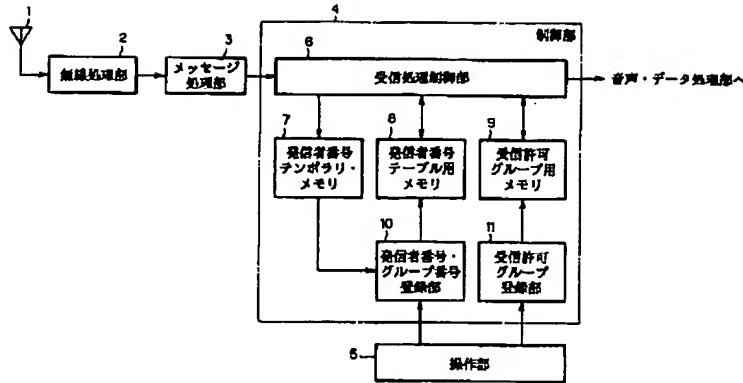 1
4
制御部
2
無線処理部
3
メッセージ
処理部
6
受信処理制御部
音声・データ処理部へ
7
発信者番号
テンポラリ・
メモリ
8
発信者番号
テーブル用
メモリ
9
受信許可
グループ用
メモリ
10
発信者番号・
グループ番号
登録部
11
受信許可
グループ
登録部
5
操作部